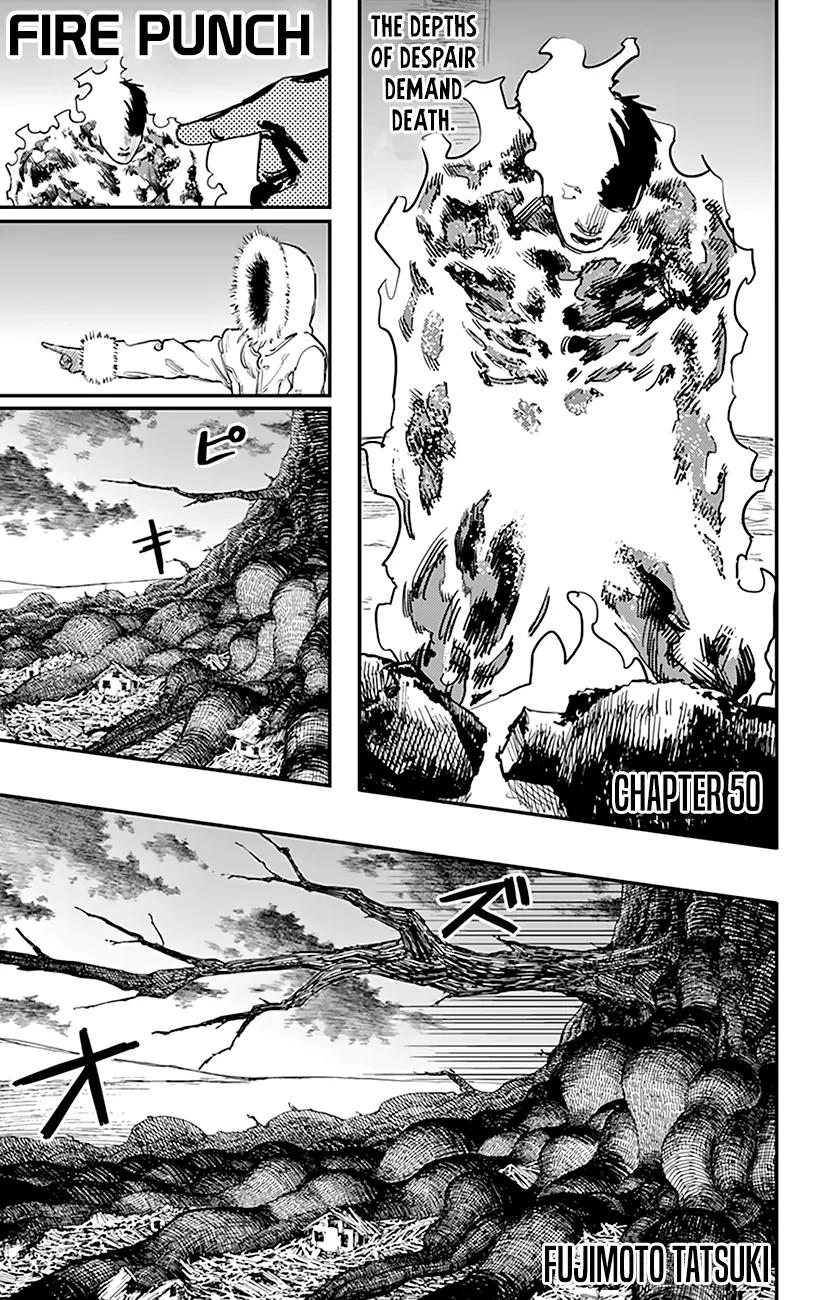 FIRE PUNCH
THE DEPTHS
OF DESPAIR
DEMAND
DEATH.
CHAPTER 50
ピ
キ
ズ
オ
FUJIMOTO TATSUKI